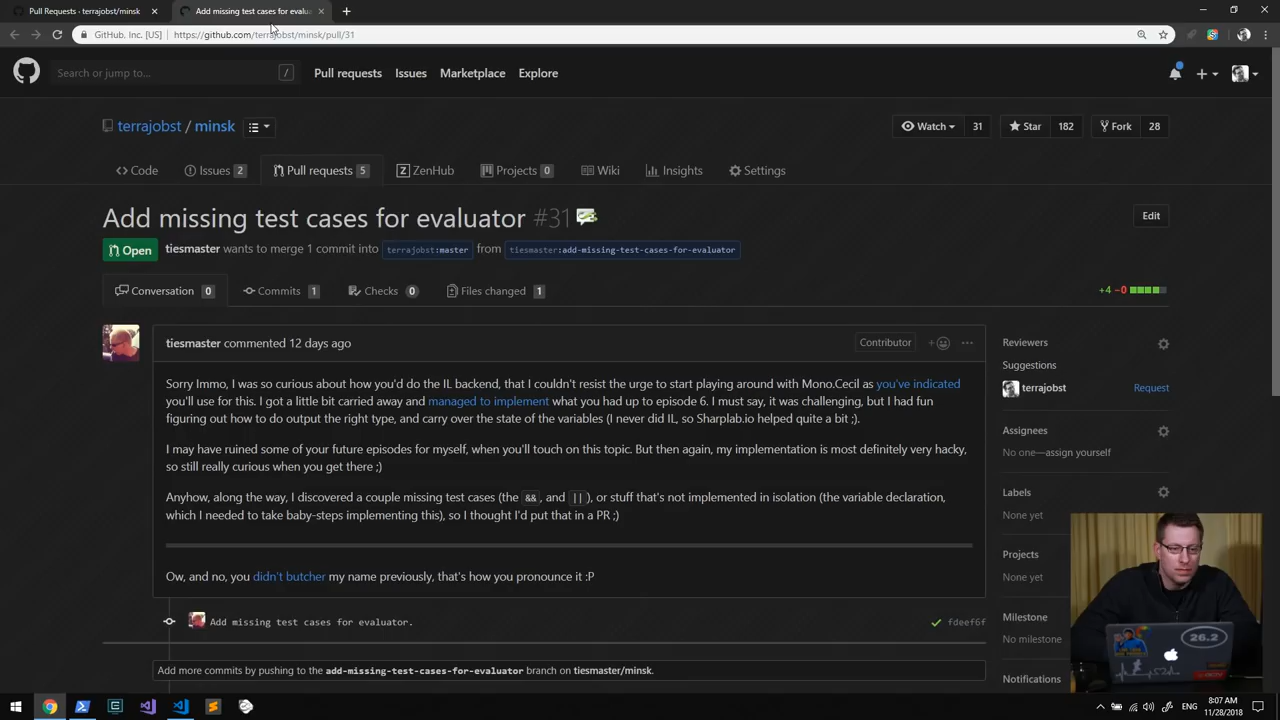 Pull Requests · terrajobst/minsk
Add missing test cases for evalua
GitHub, Inc. [US] | https://github.com/terrajobst/minsk/pull/31
Search or jump to... /
Pull requests Issues Marketplace Explore
terrajobst / minsk
Watch 31 Star 182 Fork 28
Code Issues 2 Pull requests 5 ZenHub Projects 0 Wiki Insights Settings
Add missing test cases for evaluator #31
Edit
Open tiesmaster wants to merge 1 commit into terrajobst:master from tiesmaster:add-missing-test-cases-for-evaluator
Conversation 0 Commits 1 Checks 0 Files changed 1
+4 −0
tiesmaster commented 12 days ago
Contributor
Sorry Immo, I was so curious about how you'd do the IL backend, that I couldn't resist the urge to start playing around with Mono.Cecil as you've indicated
you'll use for this. I got a little bit carried away and managed to implement what you had up to episode 6. I must say, it was challenging, but I had fun
figuring out how to do output the right type, and carry over the state of the variables (I never did IL, so Sharplab.io helped quite a bit ;).
I may have ruined some of your future episodes for myself, when you'll touch on this topic. But then again, my implementation is most definitely very hacky,
so still really curious when you get there ;)
Anyhow, along the way, I discovered a couple missing test cases (the &&, and ||), or stuff that's not implemented in isolation (the variable declaration,
which I needed to take baby-steps implementing this), so I thought I'd put that in a PR ;)
Ow, and no, you didn't butcher my name previously, that's how you pronounce it :P
Add missing test cases for evaluator.
fdeef6f
Add more commits by pushing to the add-missing-test-cases-for-evaluator branch on tiesmaster/minsk.
Reviewers
Suggestions
terrajobst Request
Assignees
No one—assign yourself
Labels
None yet
Projects
None yet
Milestone
No milestone
Notifications
26.2
ENG
8:07 AM
11/28/2018